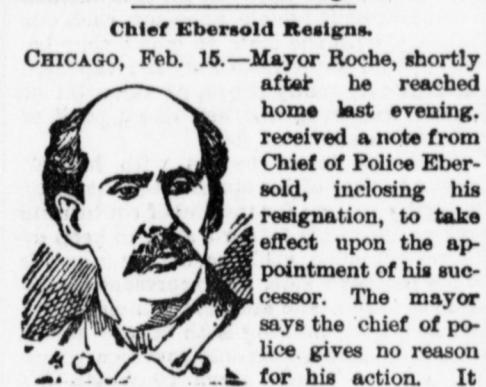 Chief Ebersold Resigns.
CHICAGO, Feb. 15.—Mayor Roche, shortly
after he reached
home last evening,
received a note from
Chief of Police Eber-
sold, inclosing his
resignation, to take
effect upon the ap-
pointment of his suc-
cessor. The mayor
says the chief of po-
lice gives no reason
for his action. It